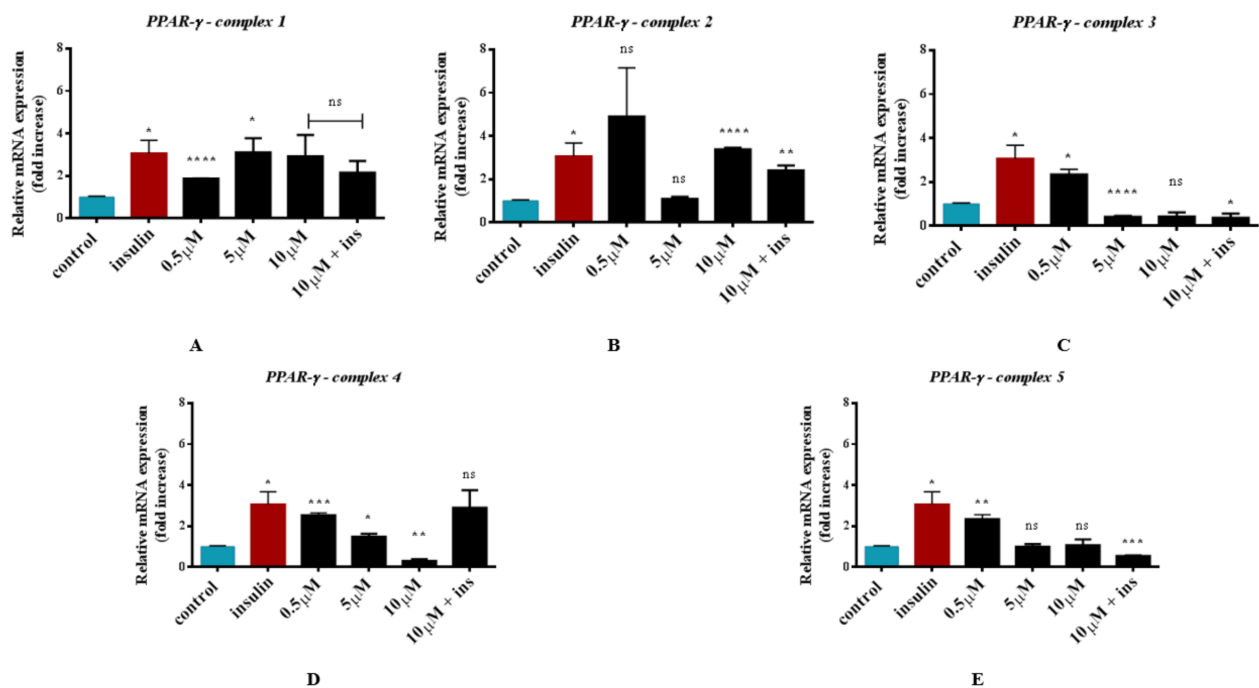 PPAR-γ - complex 1
Relative mRNA expression
(fold increase)
8
6
4
2
0
*
****
*
ns
control
insulin
0.5μM
5μM
10μM
10μM + ins
A
PPAR-γ - complex 2
Relative mRNA expression
(fold increase)
8
6
4
2
0
*
ns
ns
****
**
control
insulin
0.5μM
5μM
10μM
10μM + ins
B
PPAR-γ - complex 3
Relative mRNA expression
(fold increase)
8
6
4
2
0
*
*
****
ns
*
control
insulin
0.5μM
5μM
10μM
10μM + ins
C
PPAR-γ - complex 4
Relative mRNA expression
(fold increase)
8
6
4
2
0
*
***
*
**
ns
control
insulin
0.5μM
5μM
10μM
10μM + ins
D
PPAR-γ - complex 5
Relative mRNA expression
(fold increase)
8
6
4
2
0
*
**
ns
ns
***
control
insulin
0.5μM
5μM
10μM
10μM + ins
E